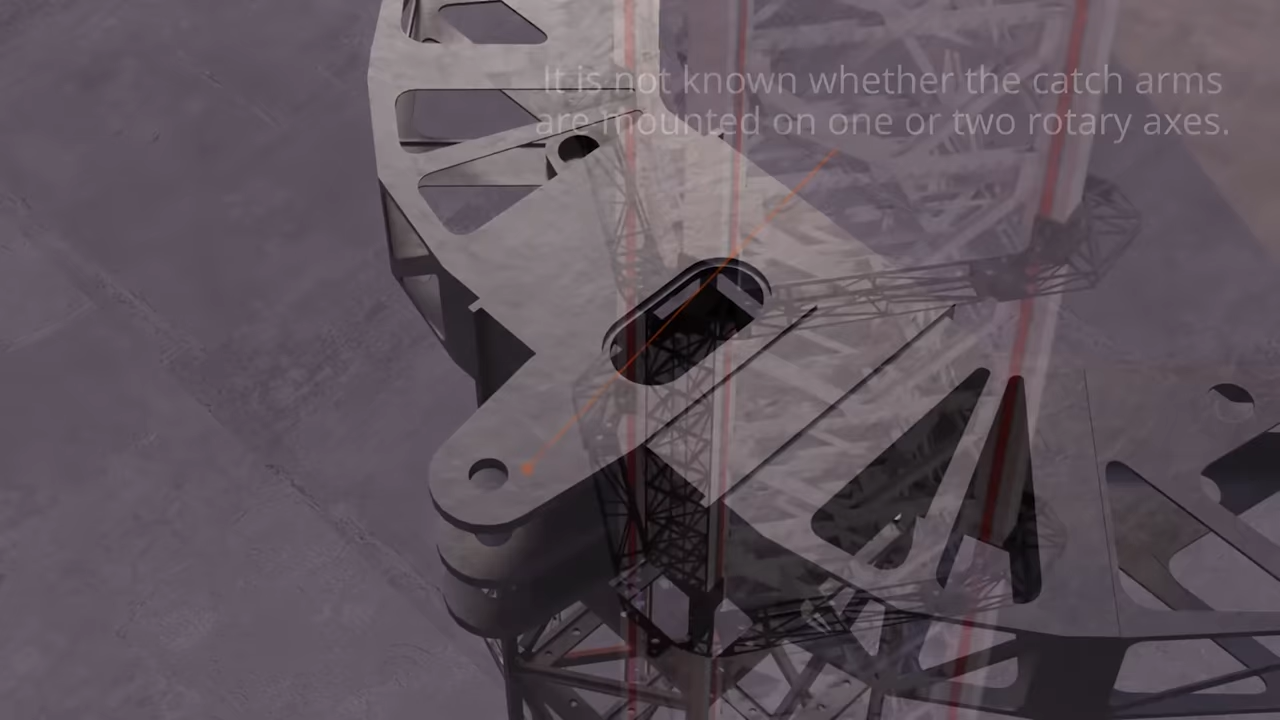 It is not known whether the catch arms
are mounted on one or two rotary axes.